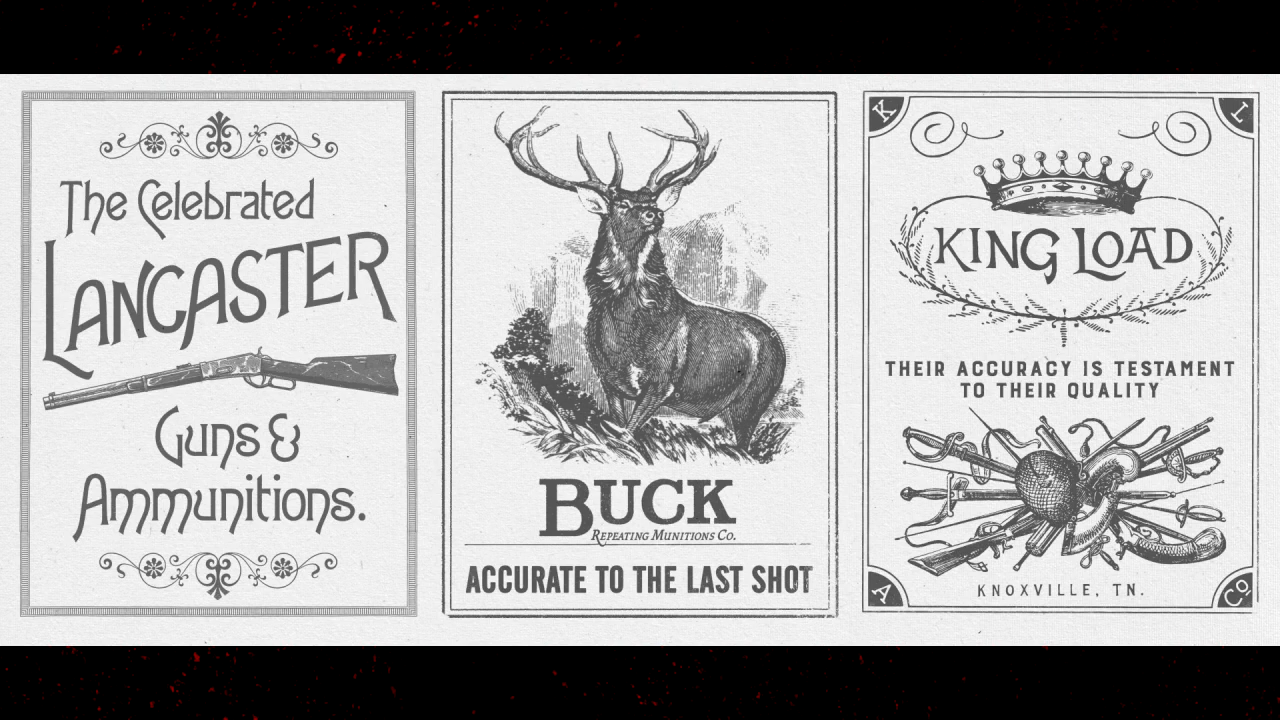 The Celebrated
LANCASTER
Guns &
Ammunitions.
BUCK
REPEATING MUNITIONS CO.
ACCURATE TO THE LAST SHOT
K
L
KING LOAD
THEIR ACCURACY IS TESTAMENT
TO THEIR QUALITY
KNOXVILLE, TN.
A
Co